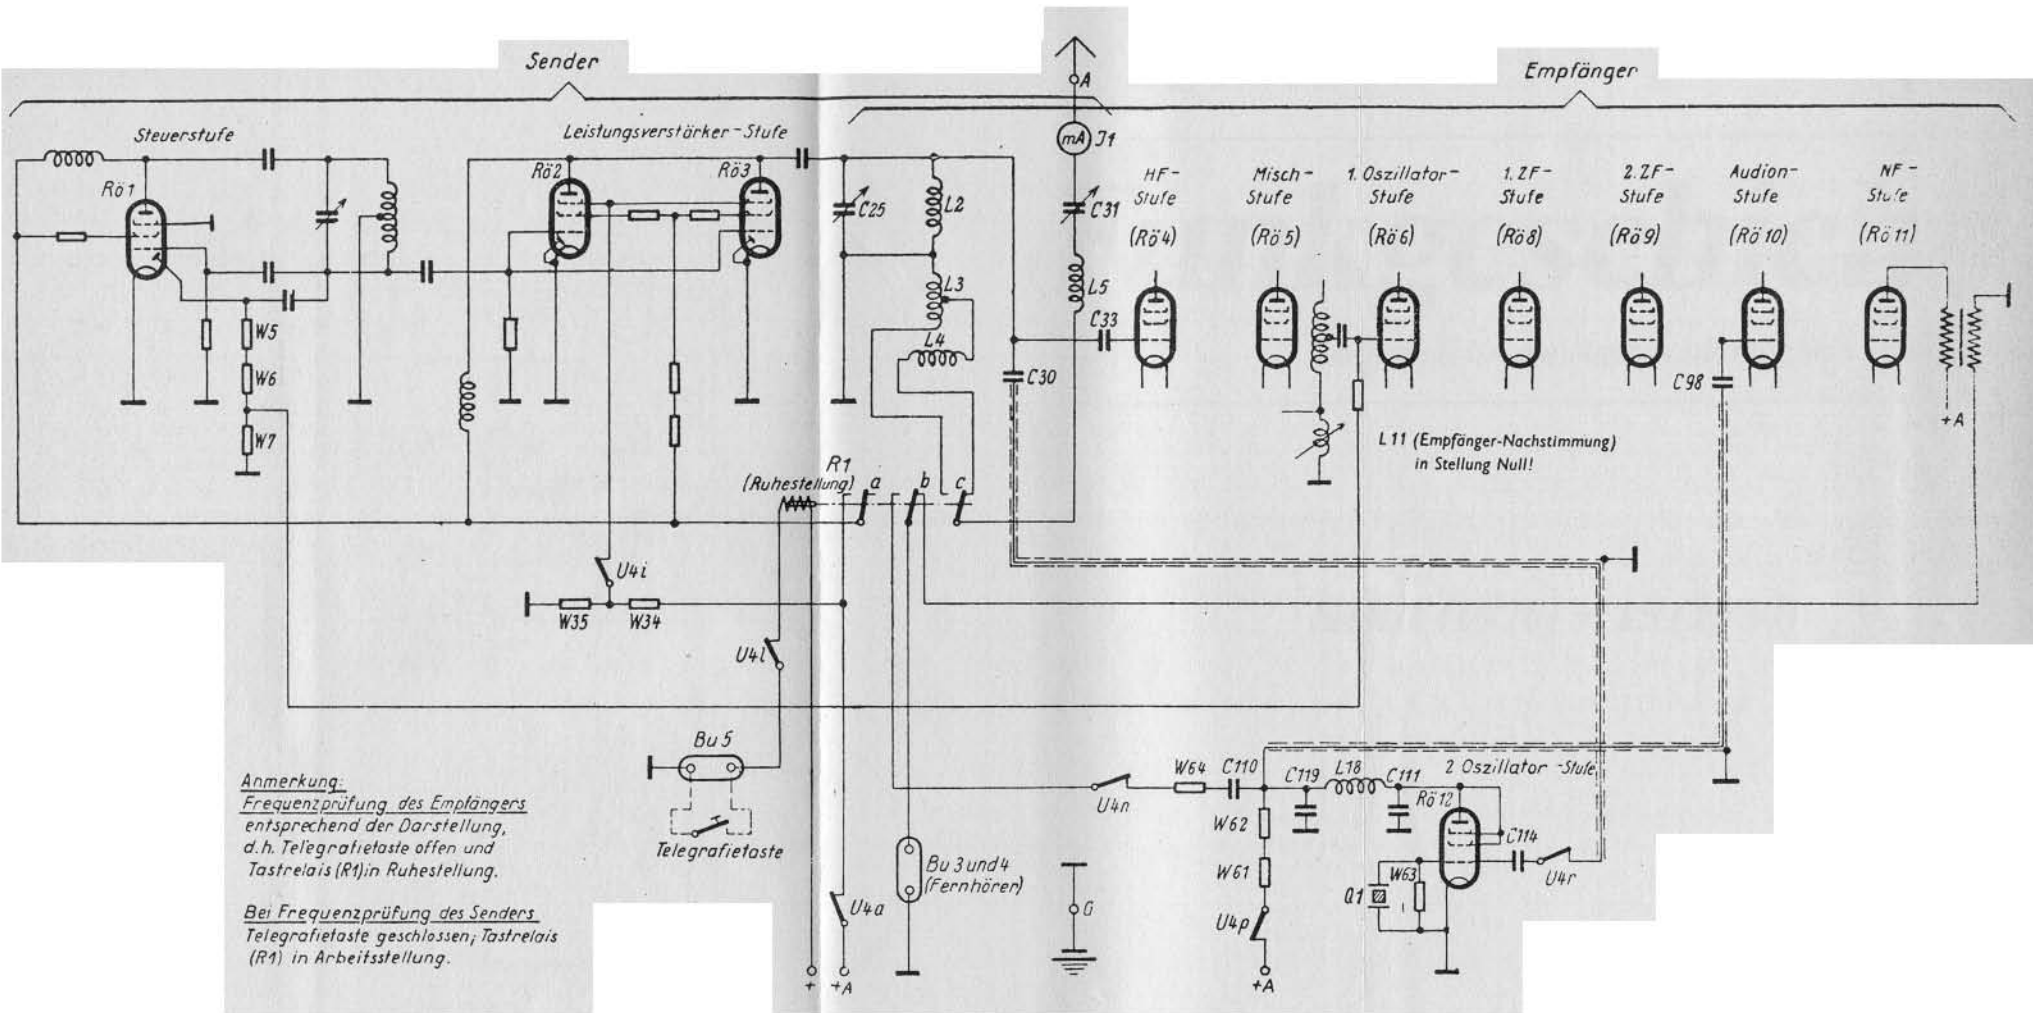 Sender
Empfänger
A
Steuerstufe
Leistungsverstärker-Stufe
mA J1
Rö1
Rö2
Rö3
HF-
Stufe
(Rö4)
Misch-
Stufe
(Rö5)
1. Oszillator-
Stufe
(Rö6)
1. ZF-
Stufe
(Rö8)
2. ZF-
Stufe
(Rö9)
Audion-
Stufe
(Rö10)
NF-
Stufe
(Rö11)
C25
L2
C31
L3
L5
C33
L4
C30
W5
W6
W7
C98
+A
L11 (Empfänger-Nachstimmung)
in Stellung Null!
R1
(Ruhestellung)
a
b
c
U4i
W35
W34
U4l
Bu5
Telegrafietaste
Anmerkung:
Frequenzprüfung des Empfängers
entsprechend der Darstellung,
d.h. Telegrafietaste offen und
Tastrelais (R1) in Ruhestellung.
Bei Frequenzprüfung des Senders
Telegrafietaste geschlossen; Tastrelais
(R1) in Arbeitsstellung.
U4a
+
+A
Bu 3 und 4
(Fernhörer)
G
U4n
W64
C110
C119
L18
C111
2 Oszillator-Stufe
Rö12
W62
W61
U4p
+A
C114
Q1
W63
U4r